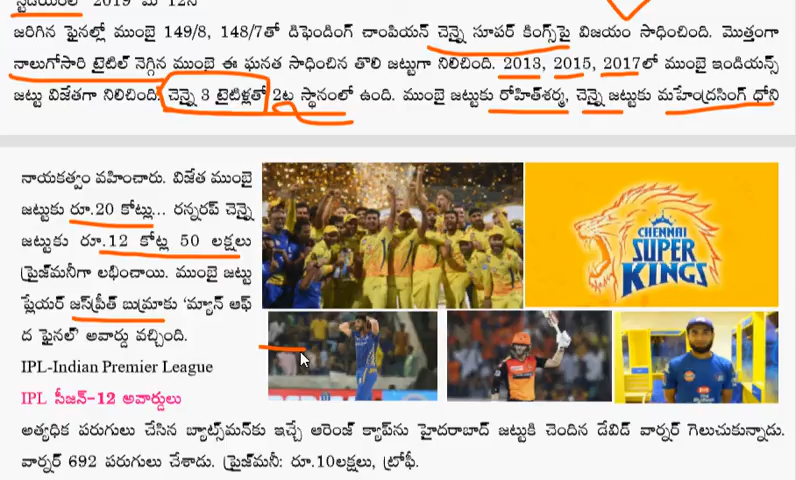 స్టేడియంలో 2019 మే 12న
జరిగిన ఫైనల్లో ముంబై 149/8, 148/7తో డిఫెండింగ్ చాంపియన్ చెన్నై సూపర్ కింగ్స్‌పై విజయం సాధించింది. మొత్తంగా
నాలుగోసారి టైటిల్ నెగ్గిన ముంబై ఈ ఘనత సాధించిన తొలి జట్టుగా నిలిచింది. 2013, 2015, 2017లో ముంబై ఇండియన్స్
జట్టు విజేతగా నిలిచింది. చెన్నై 3 టైటిళ్లతో 2వ స్థానంలో ఉంది. ముంబై జట్టుకు రోహిత్‌శర్మ, చెన్నై జట్టుకు మహేంద్రసింగ్ ధోని
నాయకత్వం వహించారు. విజేత ముంబై
జట్టుకు రూ.20 కోట్లు... రన్నరప్ చెన్నై
జట్టుకు రూ.12 కోట్ల 50 లక్షలు
ప్రైజ్‌మనీగా లభించాయి. ముంబై జట్టు
ప్లేయర్ జస్‌ప్రీత్ బుమ్రాకు ‘మ్యాన్ ఆఫ్
ద ఫైనల్’ అవార్డు వచ్చింది.
CHENNAI
SUPER
KINGS
IPL-Indian Premier League
IPL సీజన్-12 అవార్డులు
అత్యధిక పరుగులు చేసిన బ్యాట్స్‌మన్‌కు ఇచ్చే ఆరెంజ్ క్యాప్‌ను హైదరాబాద్ జట్టుకి చెందిన డేవిడ్ వార్నర్ గెలుచుకున్నాడు.
వార్నర్ 692 పరుగులు చేశాడు. ప్రైజ్‌మనీ: రూ.10లక్షలు, ట్రోఫీ.